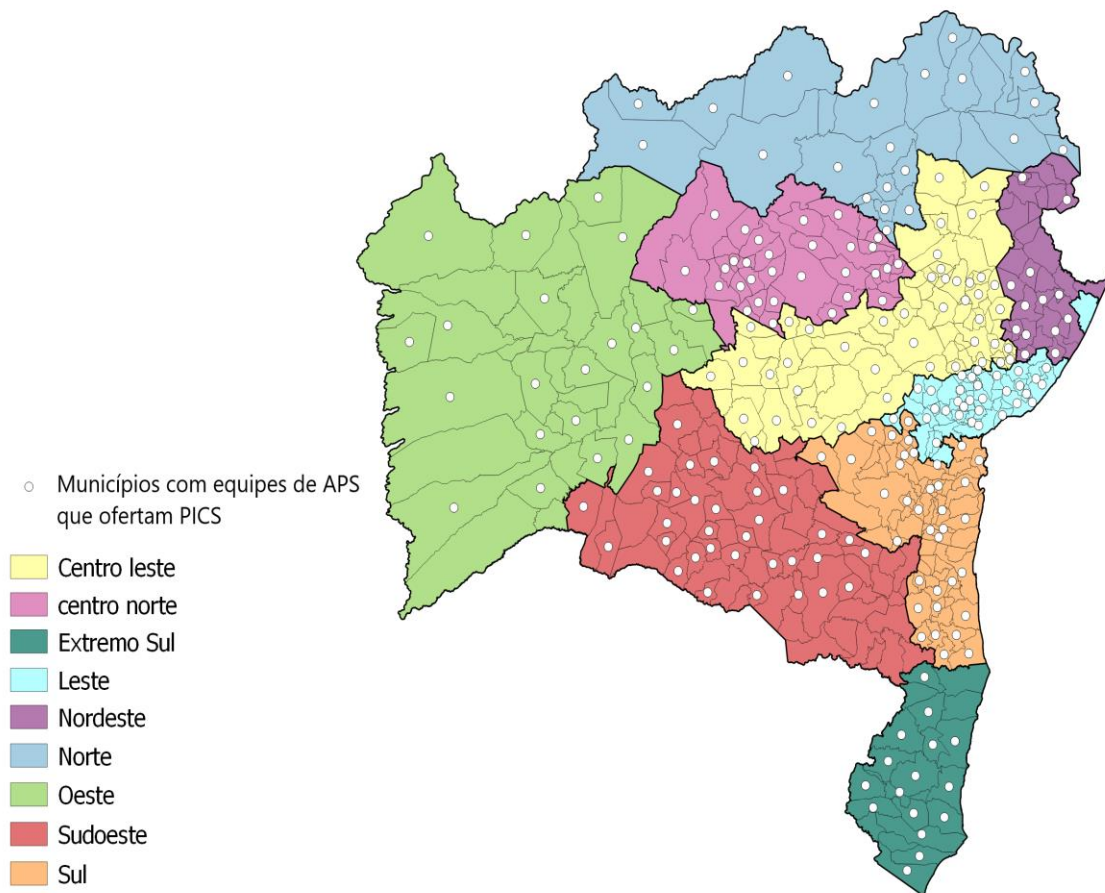 Municípios com equipes de APS
que ofertam PICS
Centro leste
centro norte
Extremo Sul
Leste
Nordeste
Norte
Oeste
Sudoeste
Sul